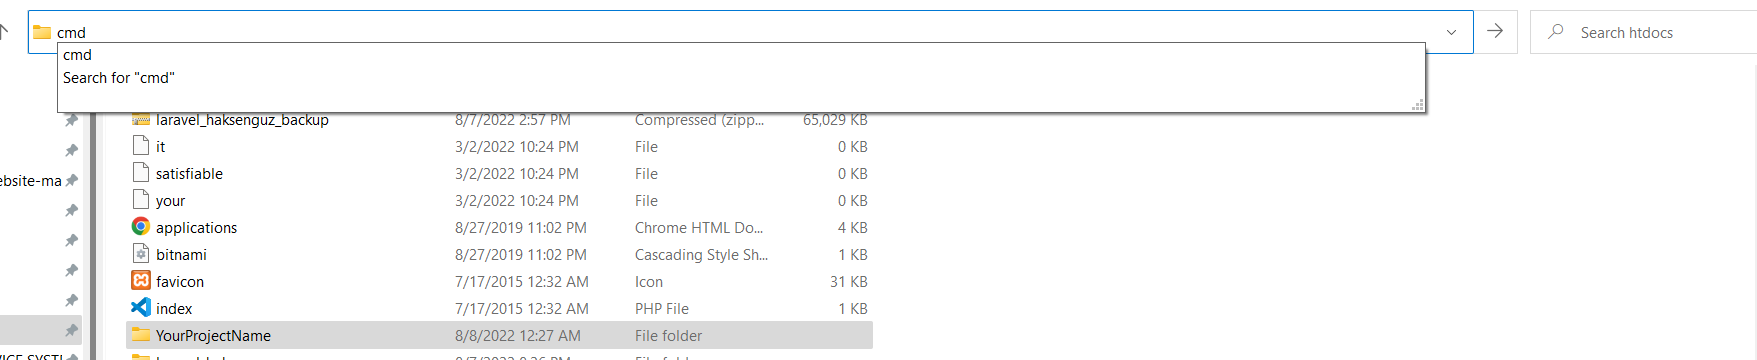 cmd
Search htdocs
cmd
Search for "cmd"
laravel_haksenguz_backup 8/7/2022 2:57 PM Compressed (zipp... 65,029 KB
it 3/2/2022 10:24 PM File 0 KB
ebsite-ma satisfiable 3/2/2022 10:24 PM File 0 KB
your 3/2/2022 10:24 PM File 0 KB
applications 8/27/2019 11:02 PM Chrome HTML Do... 4 KB
bitnami 8/27/2019 11:02 PM Cascading Style Sh... 1 KB
favicon 7/17/2015 12:32 AM Icon 31 KB
index 7/17/2015 12:32 AM PHP File 1 KB
YourProjectName 8/8/2022 12:27 AM File folder